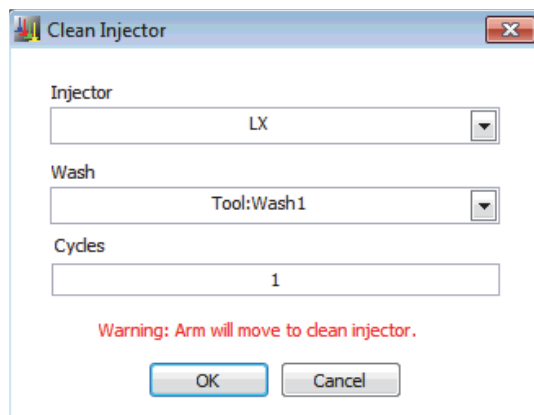 Clean Injector
Injector
LX
Wash
Tool:Wash1
Cycles
1
Warning: Arm will move to clean injector.
OK Cancel